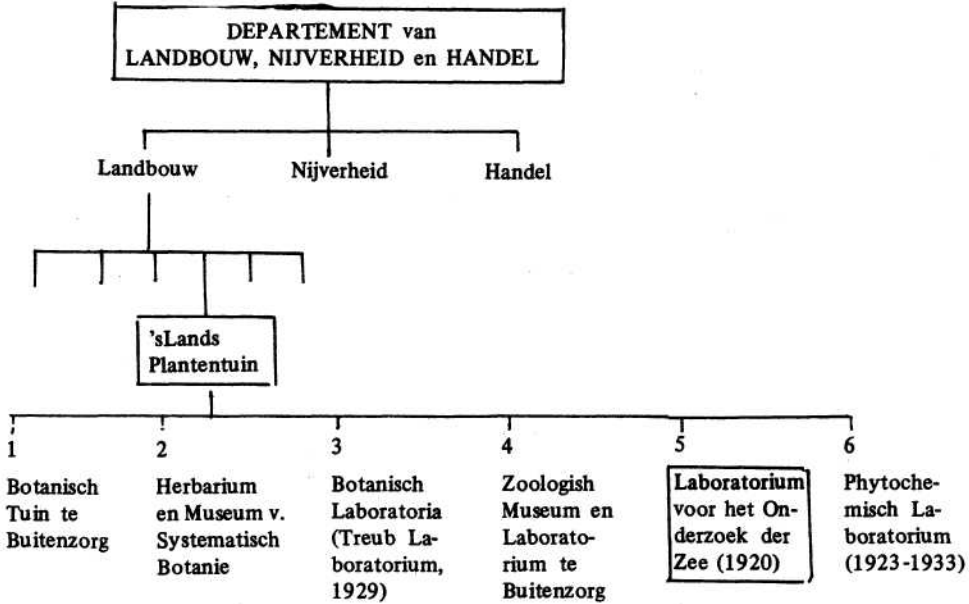 DEPARTEMENT van
LANDBOUW, NIJVERHEID en HANDEL
Landbouw
Nijverheid
Handel
'sLands
Plantentuin
1
Botanisch
Tuin te
Buitenzorg
2
Herbarium
en Museum v.
Systematisch
Botanie
3
Botanisch
Laboratoria
(Treub La-
boratorium,
1929)
4
Zoologish
Museum en
Laborato-
rium te
Buitenzorg
5
Laboratorium
voor het On-
derzoek der
Zee (1920)
6
Phytoche-
misch La-
boratorium
(1923-1933)